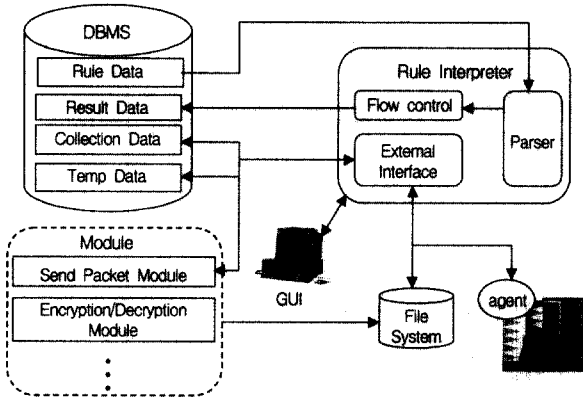 DBMS
Rule Data
Result Data
Collection Data
Temp Data
Rule Interpreter
Flow control
External
Interface
Parser
Module
Send Packet Module
Encryption/Decryption
Module
GUI
File
System
agent